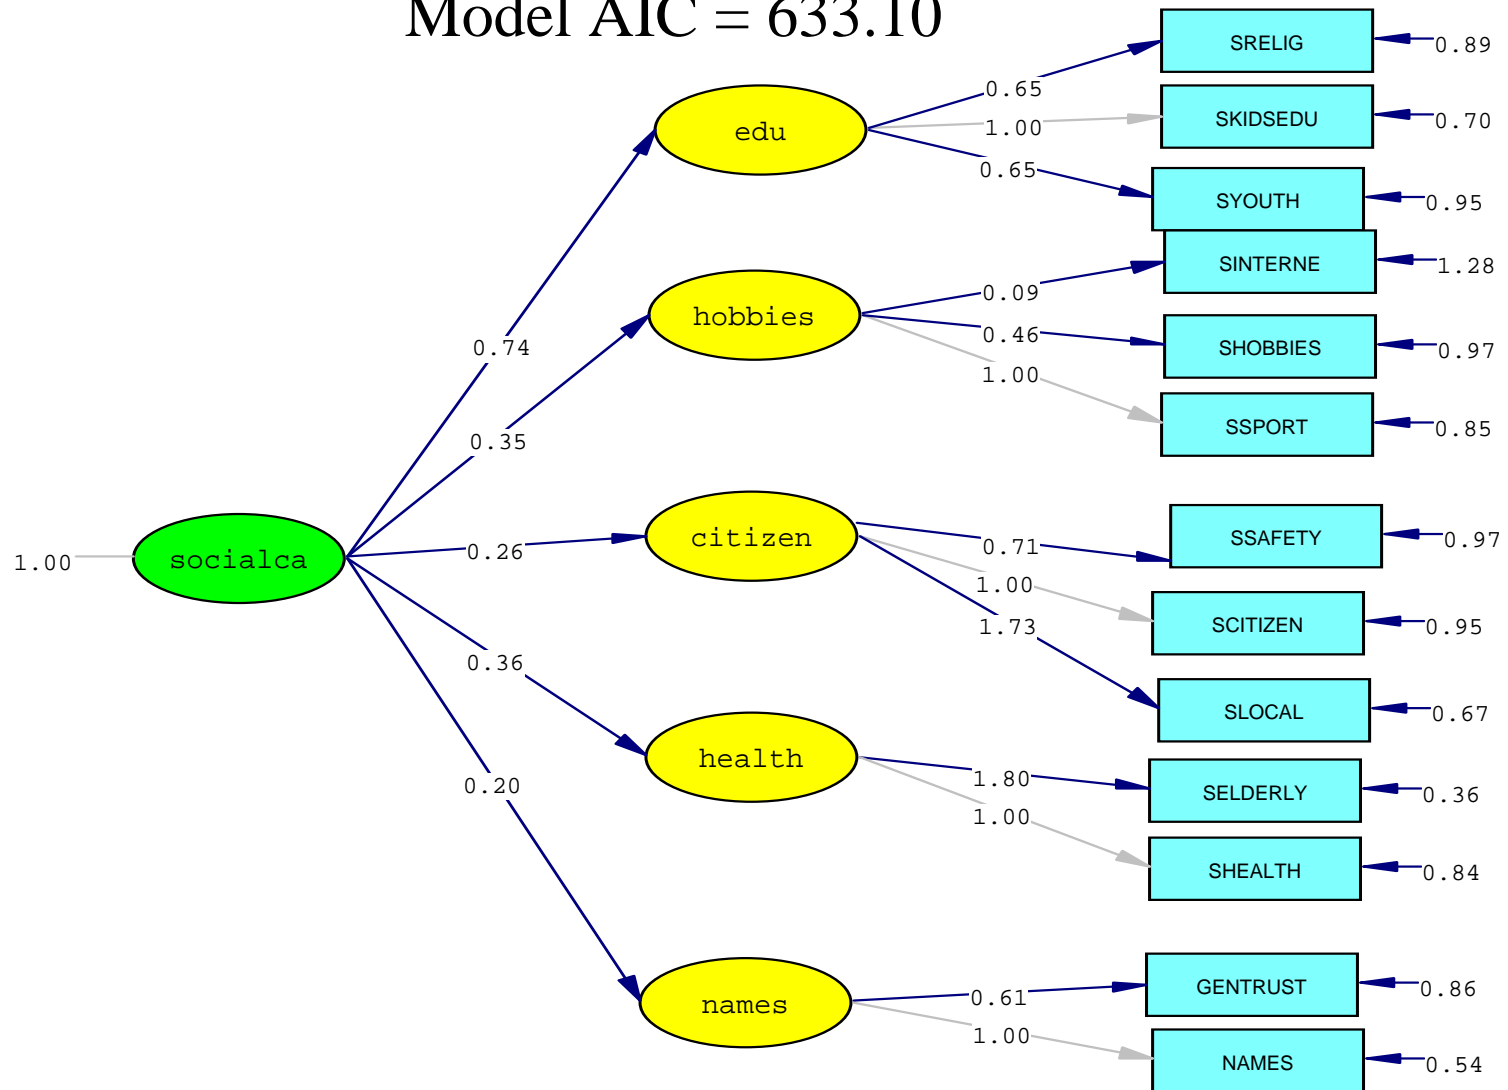 Model AIC = 633.10
SRELIG
0.89
0.65
SKIDSEDU
0.70
edu
1.00
0.65
SYOUTH
0.95
SINTERNE
1.28
0.09
hobbies
0.46
0.74
SHOBBIES
0.97
1.00
0.35
SSPORT
0.85
citizen
SSAFETY
0.97
0.71
0.26
socialca
1.00
1.00
SCITIZEN
0.95
1.73
0.36
SLOCAL
0.67
health
1.80
0.20
SELDERLY
0.36
1.00
SHEALTH
0.84
GENTRUST
0.86
0.61
names
1.00
NAMES
0.54